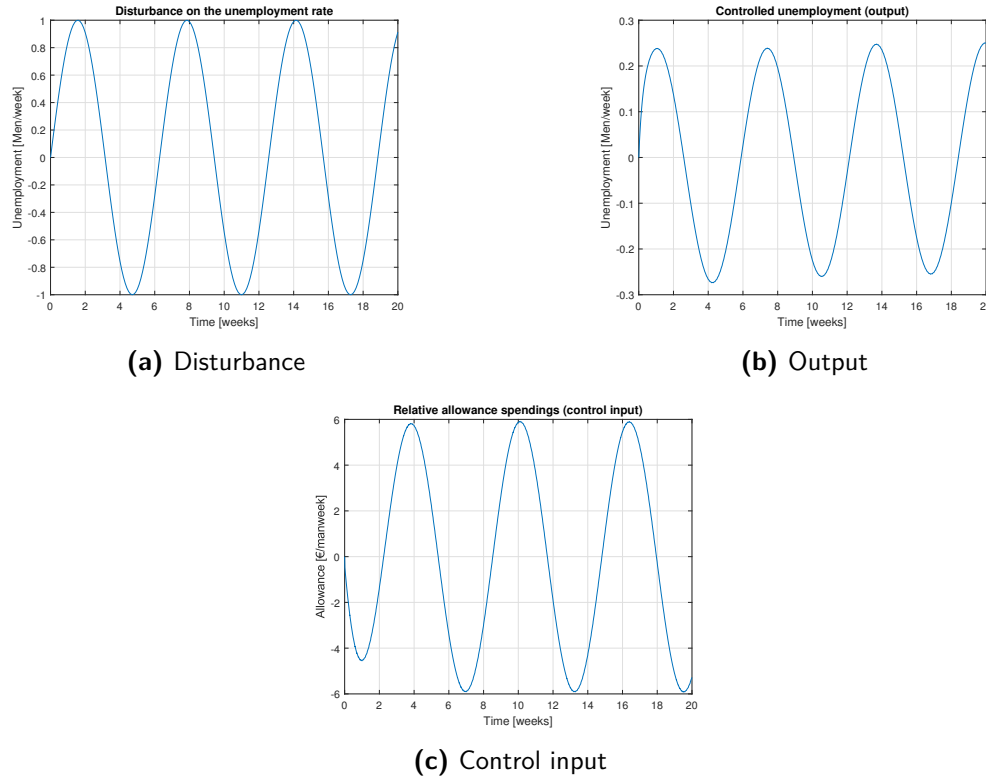 Disturbance on the unemployment rate
1
0.8
0.6
0.4
0.2
0
-0.2
-0.4
-0.6
-0.8
-1
Unemployment [Men/week]
0 2 4 6 8 10 12 14 16 18 20
Time [weeks]
(a) Disturbance
Controlled unemployment (output)
0.3
0.2
0.1
0
-0.1
-0.2
-0.3
Unemployment [Men/week]
0 2 4 6 8 10 12 14 16 18 20
Time [weeks]
(b) Output
Relative allowance spendings (control input)
6
4
2
0
-2
-4
-6
Allowance [€/manweek]
0 2 4 6 8 10 12 14 16 18 20
Time [weeks]
(c) Control input